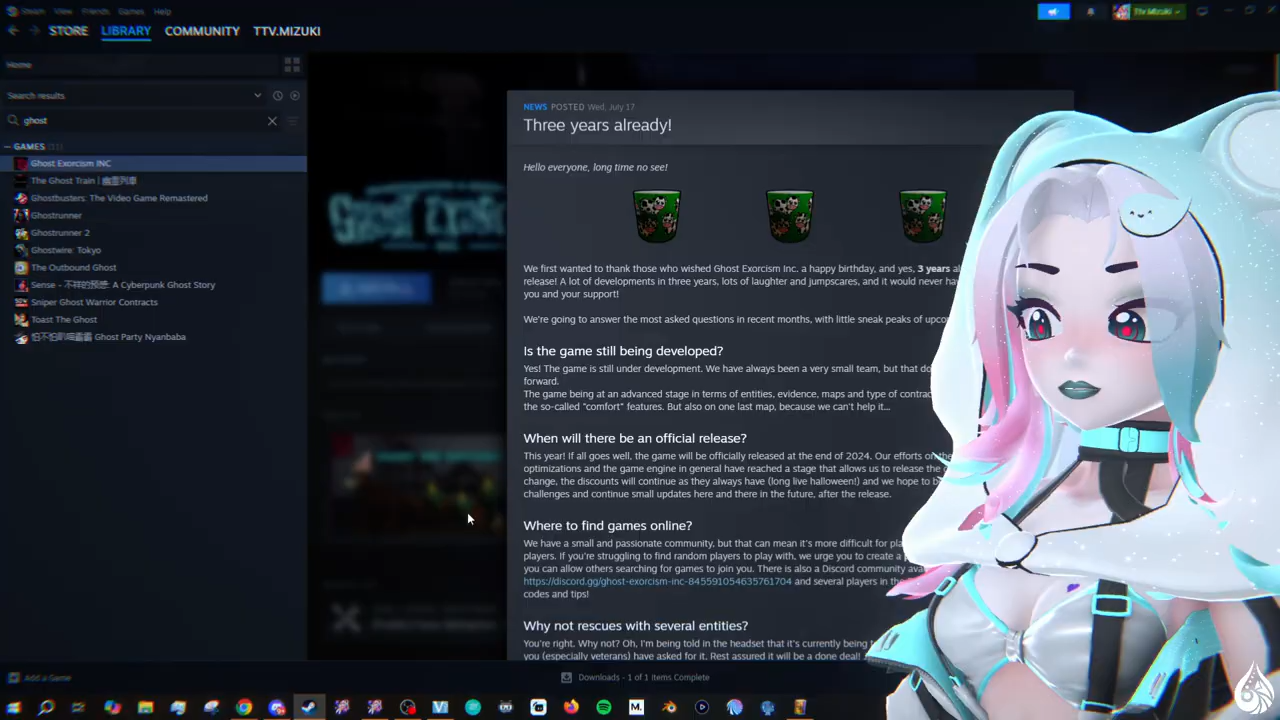 Steam View Friends Games Help
Ttv.Mizuki
STORE LIBRARY COMMUNITY TTV.MIZUKI
Home
Search results
ghost
GAMES (11)
Ghost Exorcism INC
The Ghost Train | 幽霊列車
Ghostbusters: The Video Game Remastered
Ghostrunner
Ghostrunner 2
Ghostwire: Tokyo
The Outbound Ghost
Sense - 不祥的预感: A Cyberpunk Ghost Story
Sniper Ghost Warrior Contracts
Toast The Ghost
Ghost Party Nyanbaba
NEWS POSTED Wed, July 17
Three years already!
Hello everyone, long time no see!
We first wanted to thank those who wished Ghost Exorcism Inc. a happy birthday, and yes, 3 years
release! A lot of developments in three years, lots of laughter and jumpscares, and it would never
you and your support!
We're going to answer the most asked questions in recent months, with little sneak peaks of
Is the game still being developed?
Yes! The game is still under development. We have always been a very small team, but that
forward.
The game being at an advanced stage in terms of entities, evidence, maps and type of
the so-called "comfort" features. But also on one last map, because we can't help it...
When will there be an official release?
This year! If all goes well, the game will be officially released at the end of 2024. Our efforts on
optimizations and the game engine in general have reached a stage that allows us to release the
change, the discounts will continue as they always have (long live halloween!) and we hope to
challenges and continue small updates here and there in the future, after the release.
Where to find games online?
We have a small and passionate community, but that can mean it's more difficult for
players. If you're struggling to find random players to play with, we urge you to create a
you can allow others searching for games to join you. There is also a Discord community
https://discord.gg/ghost-exorcism-inc-845591054635761704 and several players in the
codes and tips!
Why not rescues with several entities?
You're right. Why not? Oh, I'm being told in the headset that it's currently being
you (especially veterans) have asked for it. Rest assured it will be a done deal!
Add a Game
Downloads - 1 of 1 Items Complete